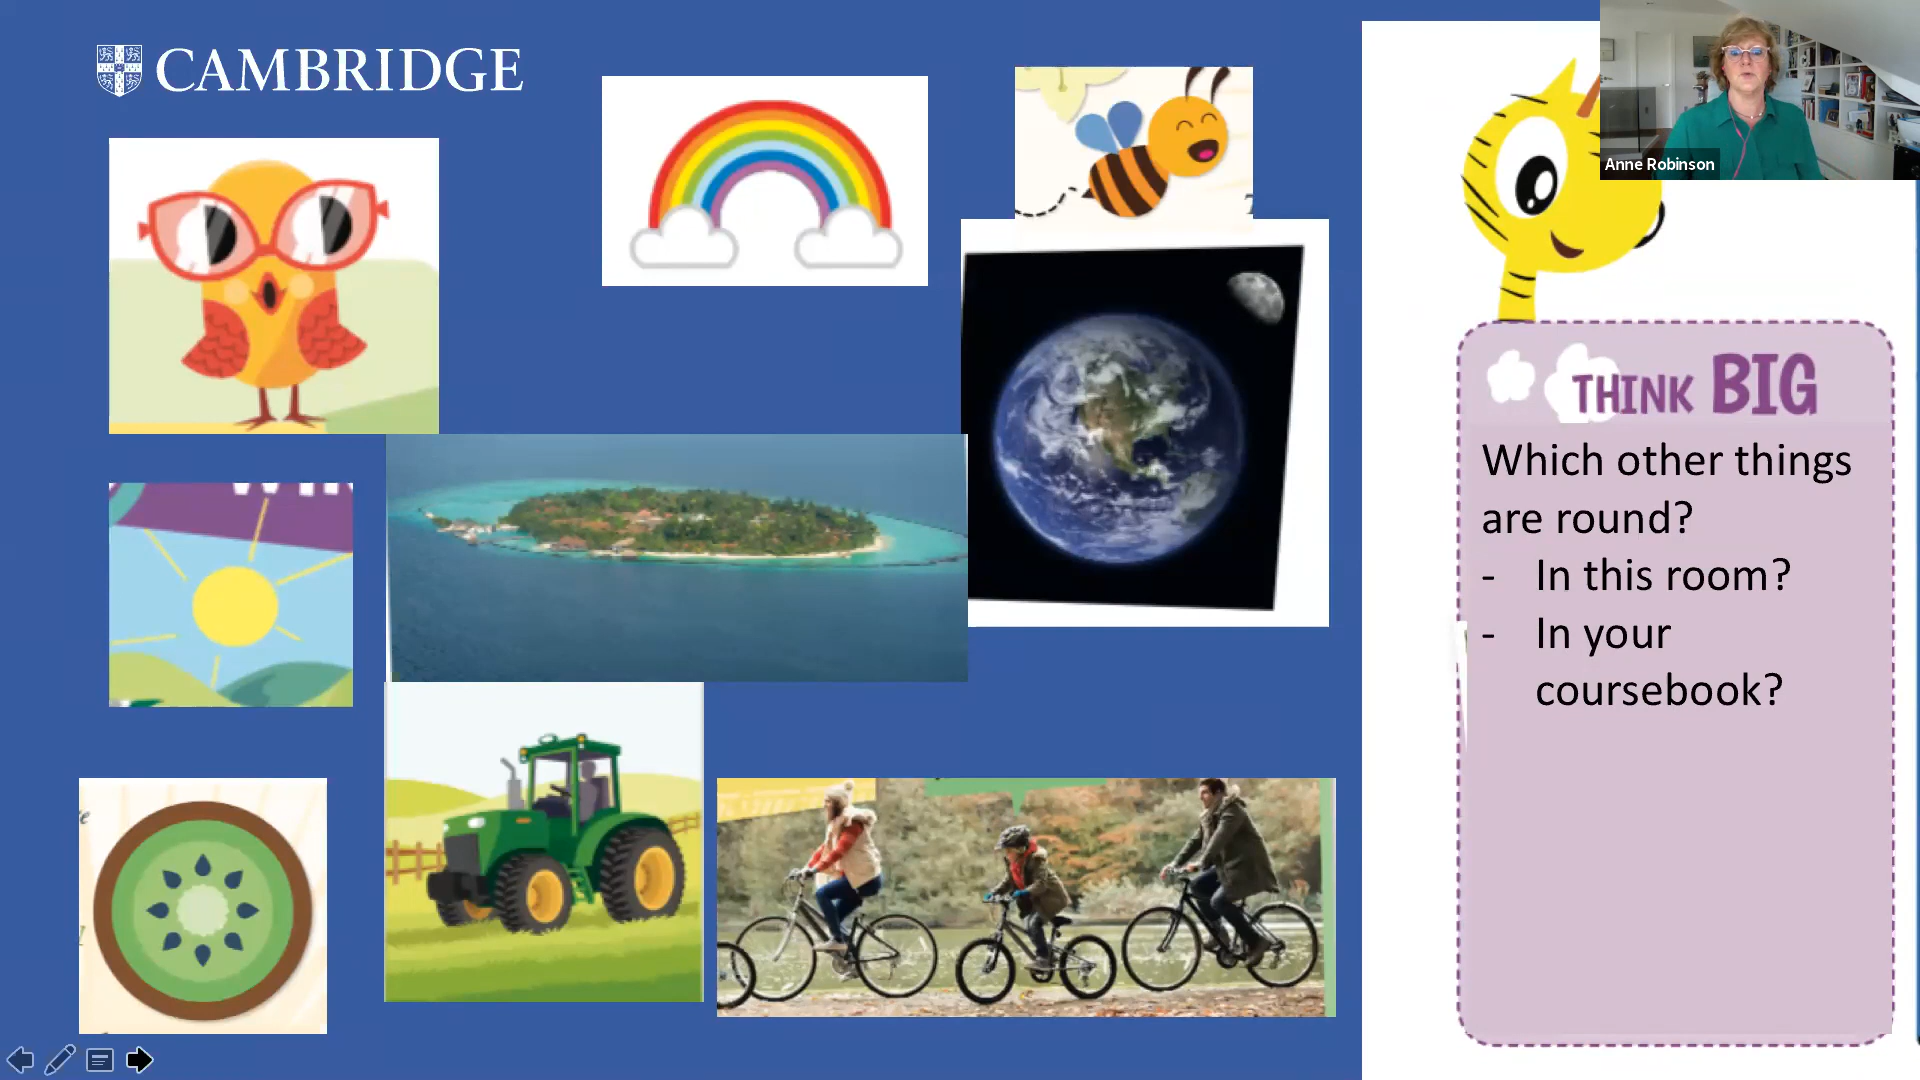 CAMBRIDGE
Anne Robinson
THINK BIG
Which other things
are round?
- In this room?
- In your
coursebook?